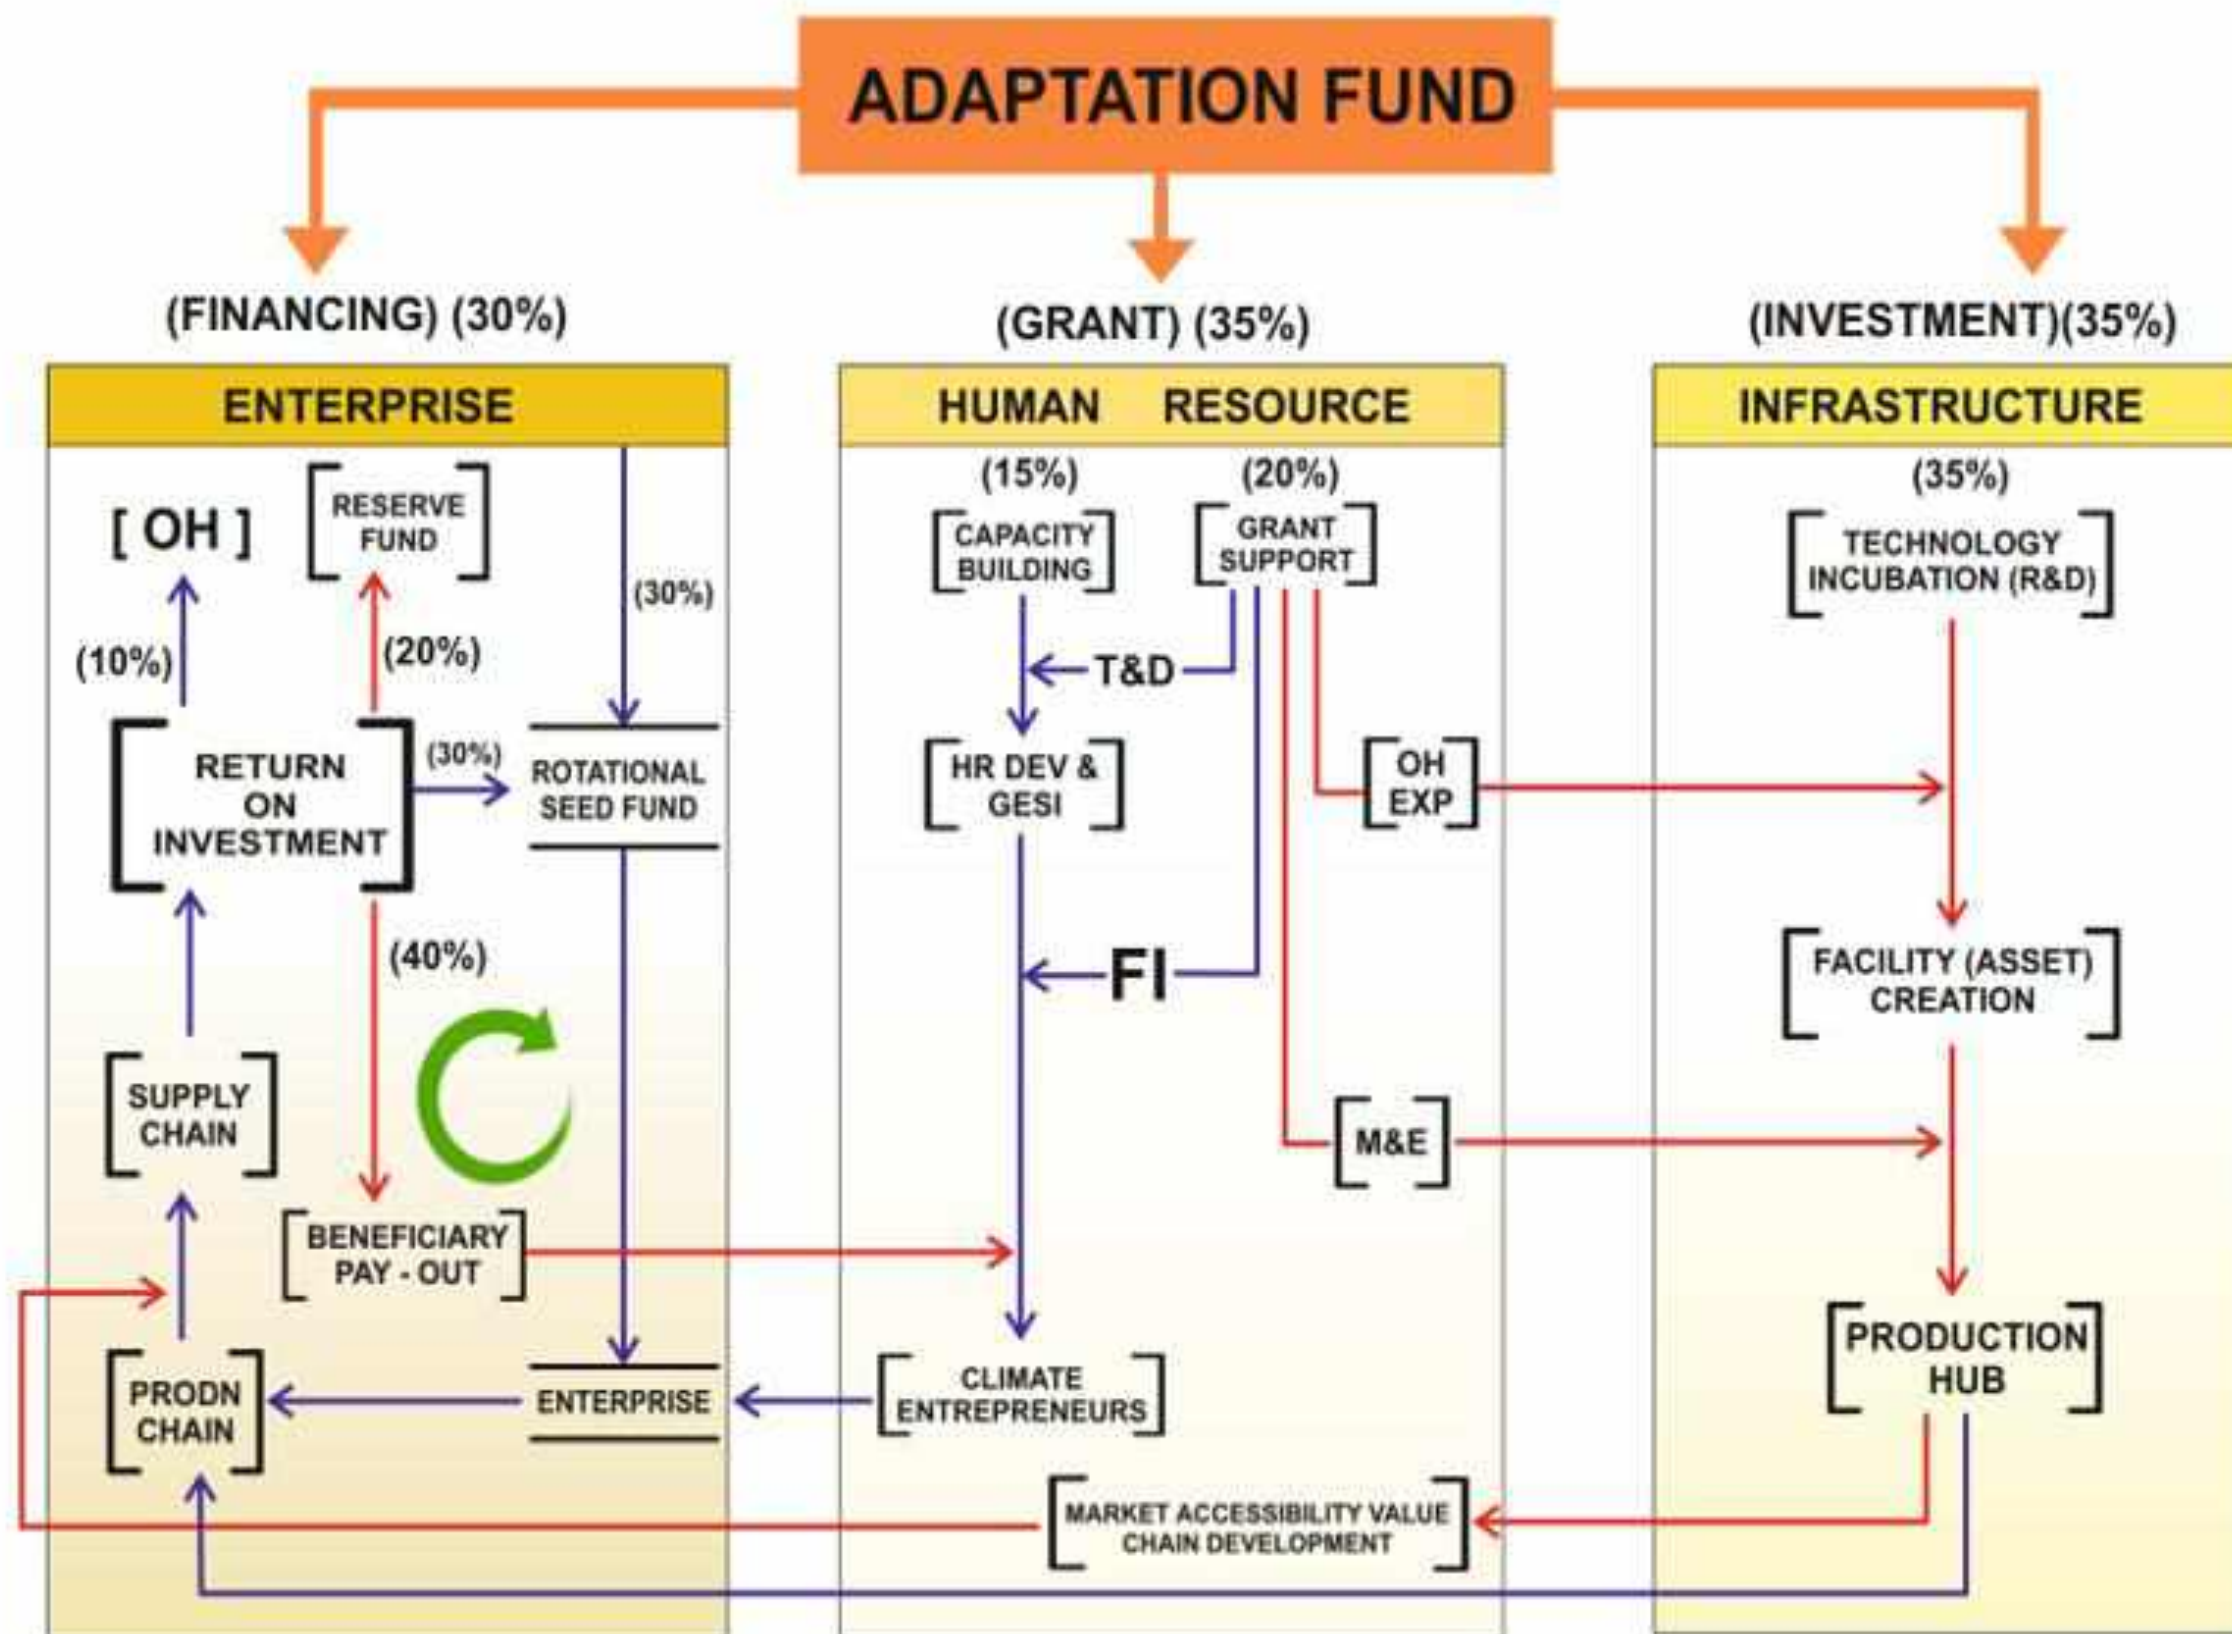 ADAPTATION FUND
(FINANCING) (30%)
(GRANT) (35%)
(INVESTMENT)(35%)
ENTERPRISE
[ OH ]
RESERVE
FUND
(30%)
(10%)
(20%)
RETURN
ON
INVESTMENT
(30%)
ROTATIONAL
SEED FUND
(40%)
SUPPLY
CHAIN
BENEFICIARY
PAY - OUT
PRODN
CHAIN
ENTERPRISE
HUMAN RESOURCE
(15%)
(20%)
CAPACITY
BUILDING
GRANT
SUPPORT
T&D
HR DEV &
GESI
OH
EXP
FI
M&E
CLIMATE
ENTREPRENEURS
MARKET ACCESSIBILITY VALUE
CHAIN DEVELOPMENT
INFRASTRUCTURE
(35%)
TECHNOLOGY
INCUBATION (R&D)
FACILITY (ASSET)
CREATION
PRODUCTION
HUB